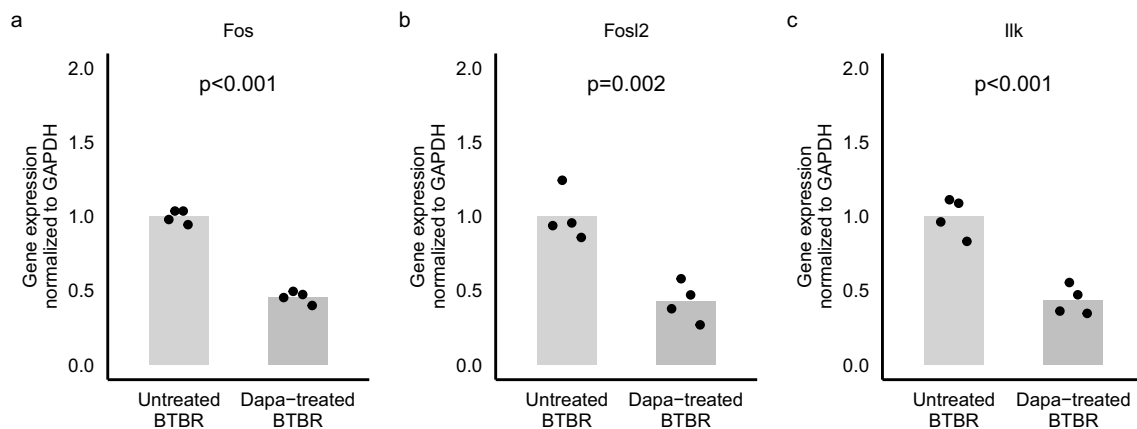 a
Fos
Gene expression
normalized to GAPDH
2.0
1.5
1.0
0.5
0.0
p<0.001
Untreated
BTBR
Dapa−treated
BTBR
b
Fosl2
Gene expression
normalized to GAPDH
2.0
1.5
1.0
0.5
0.0
p=0.002
Untreated
BTBR
Dapa−treated
BTBR
c
Ilk
Gene expression
normalized to GAPDH
2.0
1.5
1.0
0.5
0.0
p<0.001
Untreated
BTBR
Dapa−treated
BTBR